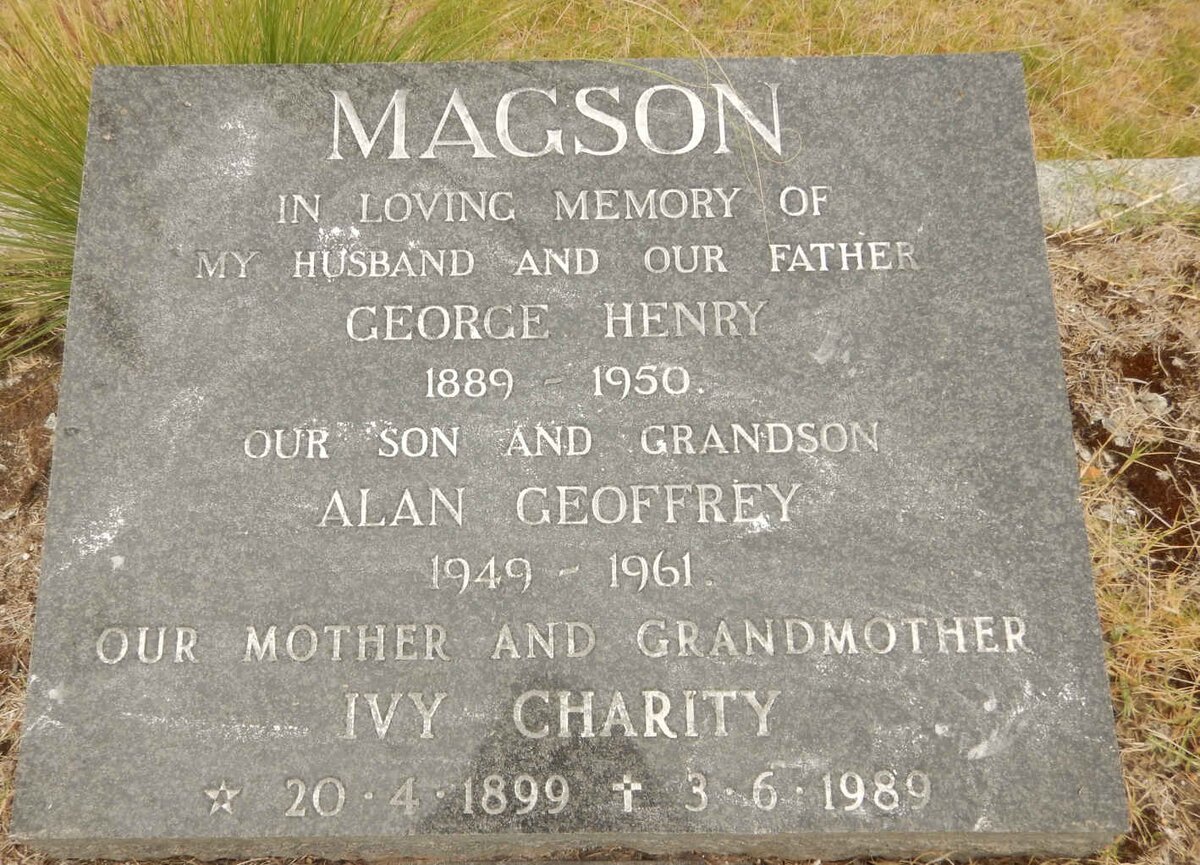 MAGSON
IN LOVING MEMORY OF
MY HUSBAND AND OUR FATHER
GEORGE HENRY
1889 - 1950.
OUR SON AND GRANDSON
ALAN GEOFFREY
1949 - 1961.
OUR MOTHER AND GRANDMOTHER
IVY CHARITY
☆ 20·4·1899 ✝ 3·6·1989